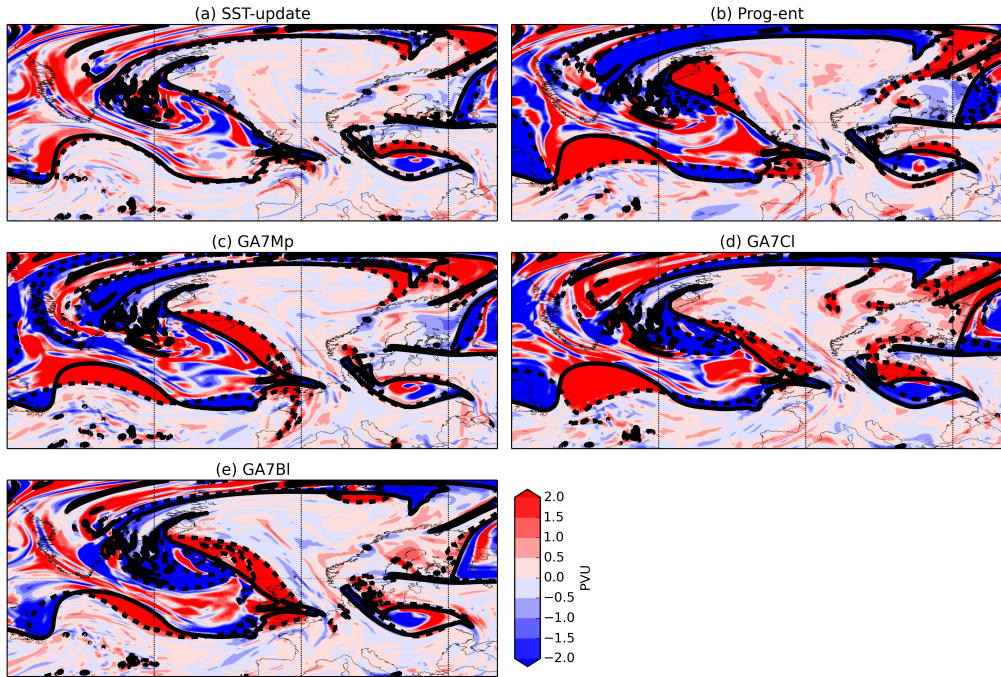 (a) SST-update
(b) Prog-ent
(c) GA7Mp
(d) GA7Cl
(e) GA7Bl
2.0
1.5
1.0
0.5
0.0
−0.5
−1.0
−1.5
−2.0
PVU